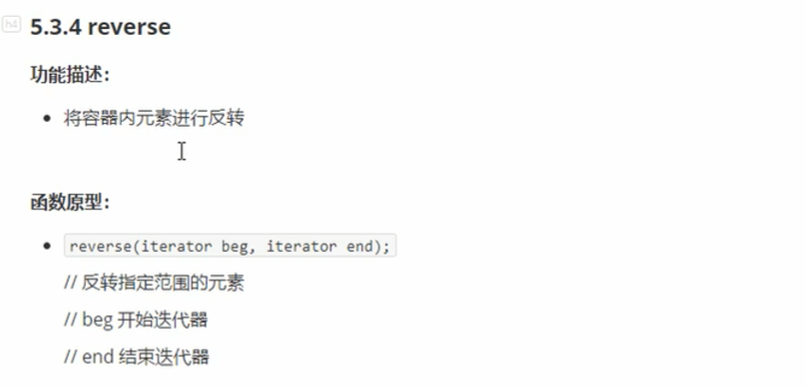 h4
5.3.4 reverse
功能描述：
将容器内元素进行反转
函数原型：
reverse(iterator beg, iterator end);
// 反转指定范围的元素
// beg 开始迭代器
// end 结束迭代器